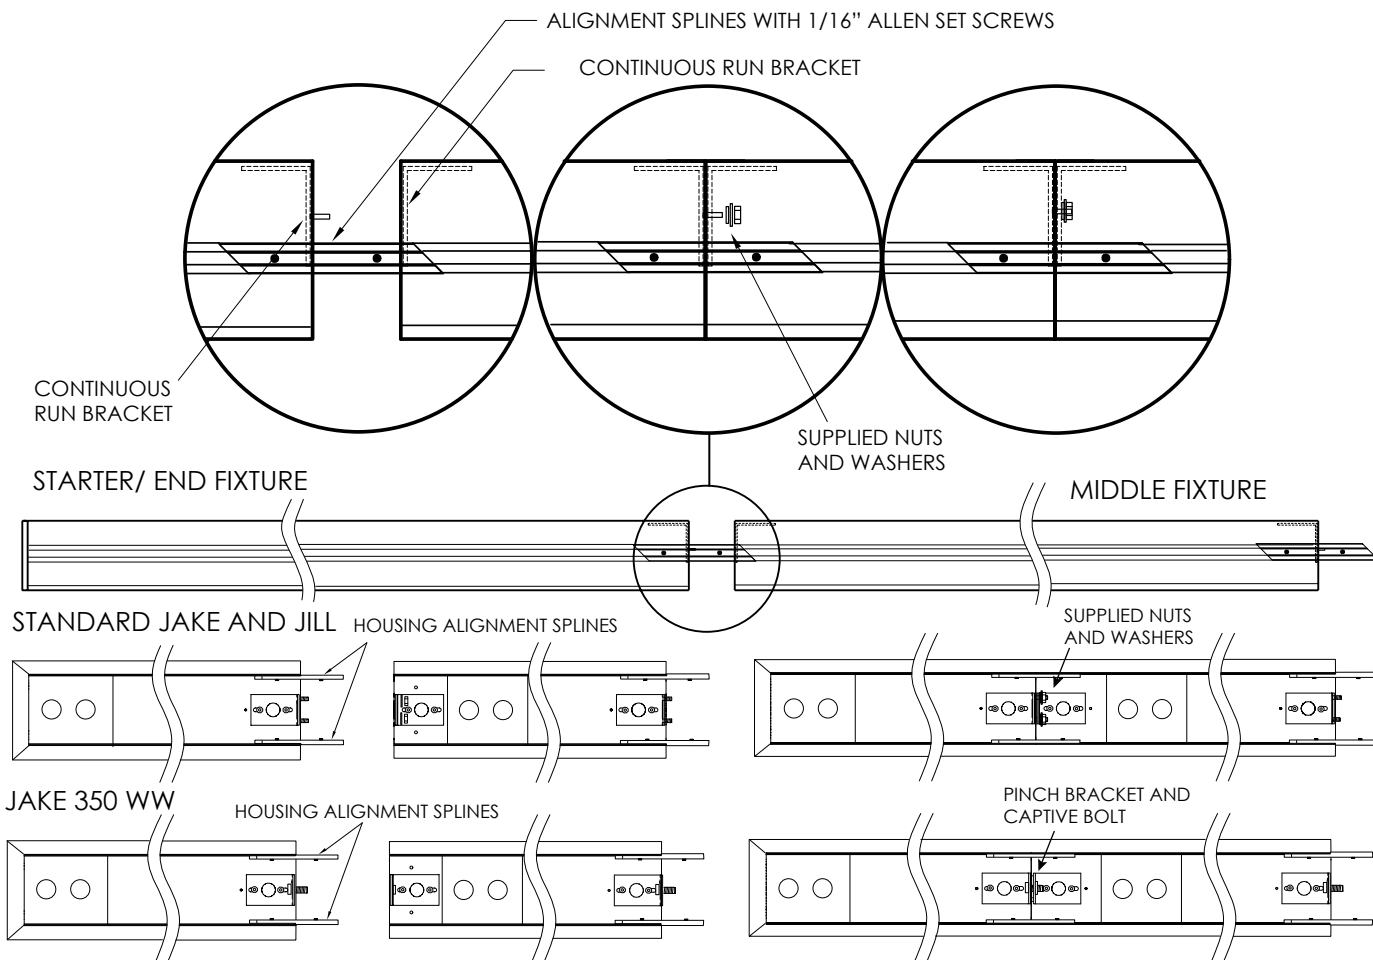 ALIGNMENT SPLINES WITH 1/16” ALLEN SET SCREWS
CONTINUOUS RUN BRACKET
CONTINUOUS
RUN BRACKET
SUPPLIED NUTS
AND WASHERS
STARTER/ END FIXTURE
MIDDLE FIXTURE
STANDARD JAKE AND JILL
HOUSING ALIGNMENT SPLINES
SUPPLIED NUTS
AND WASHERS
JAKE 350 WW
HOUSING ALIGNMENT SPLINES
PINCH BRACKET AND
CAPTIVE BOLT